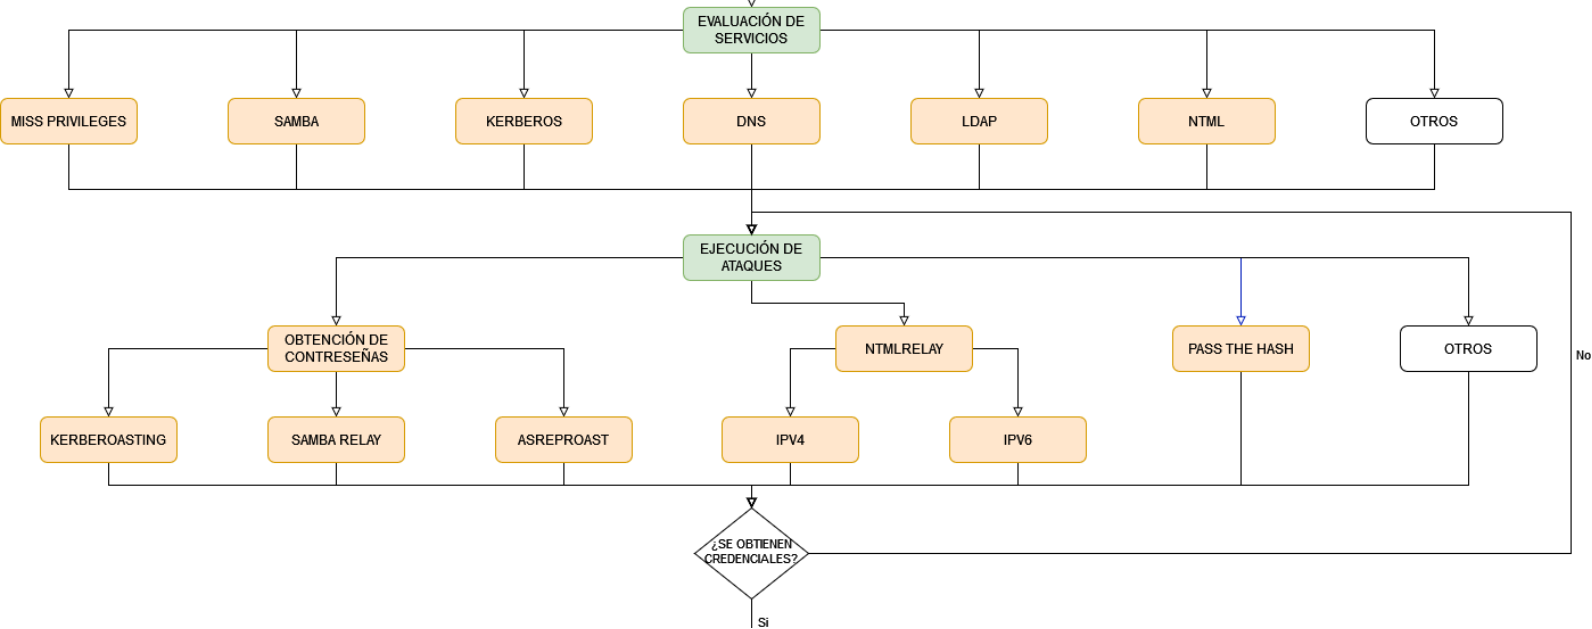 EVALUACIÓN DE
SERVICIOS
MISS PRIVILEGES
SAMBA
KERBEROS
DNS
LDAP
NTML
OTROS
EJECUCIÓN DE
ATAQUES
OBTENCIÓN DE
CONTRESEÑAS
NTMLRELAY
PASS THE HASH
OTROS
No
KERBEROASTING
SAMBA RELAY
ASREPROAST
IPV4
IPV6
¿SE OBTIENEN
CREDENCIALES?
Si